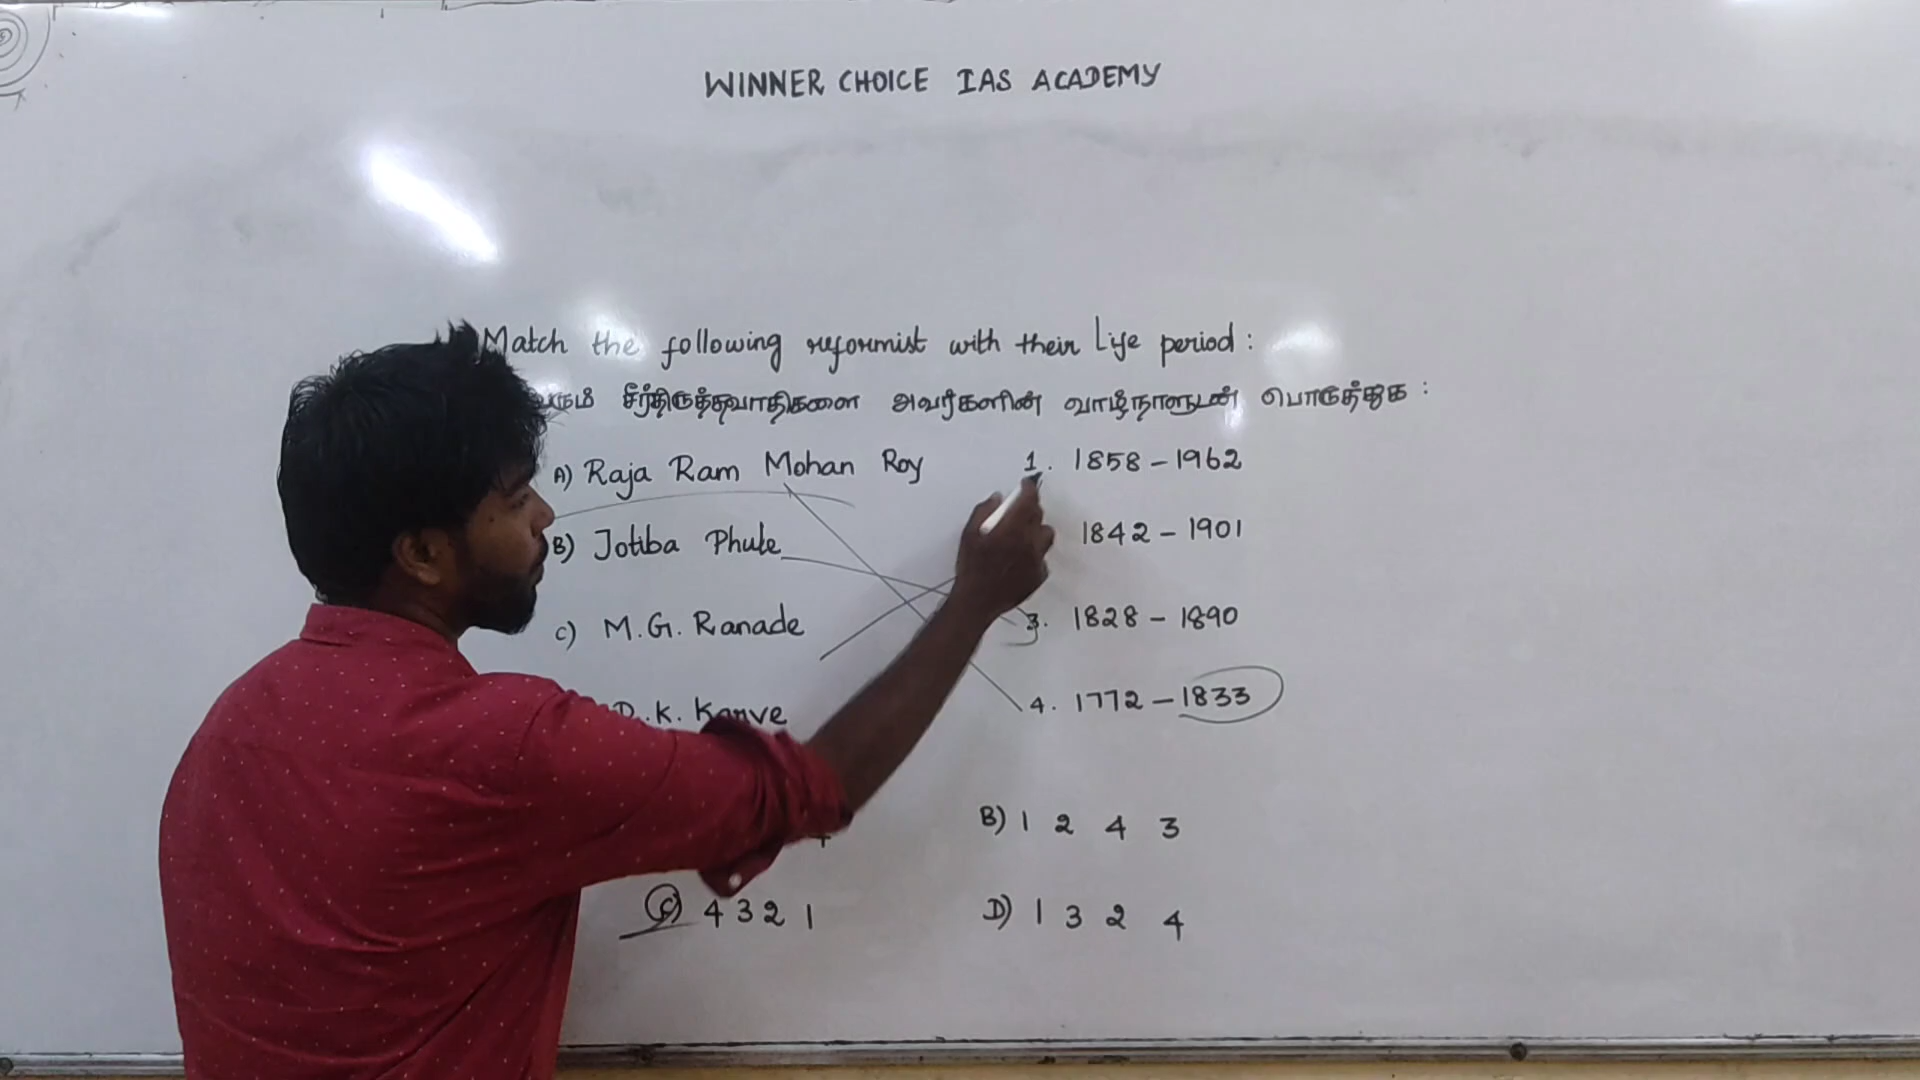 WINNER CHOICE IAS ACADEMY
Match the following reformist with their Life period :
சீர்திருத்தவாதிகளை அவர்களின் வாழ்நாளுடன் பொருத்துக :
A) Raja Ram Mohan Roy 1. 1858 - 1962
B) Jotiba Phule 1842 - 1901
C) M.G. Ranade 3. 1828 - 1890
D.K. Karve 4. 1772 - 1833
B) 1 2 4 3
C) 4 3 2 1 D) 1 3 2 4